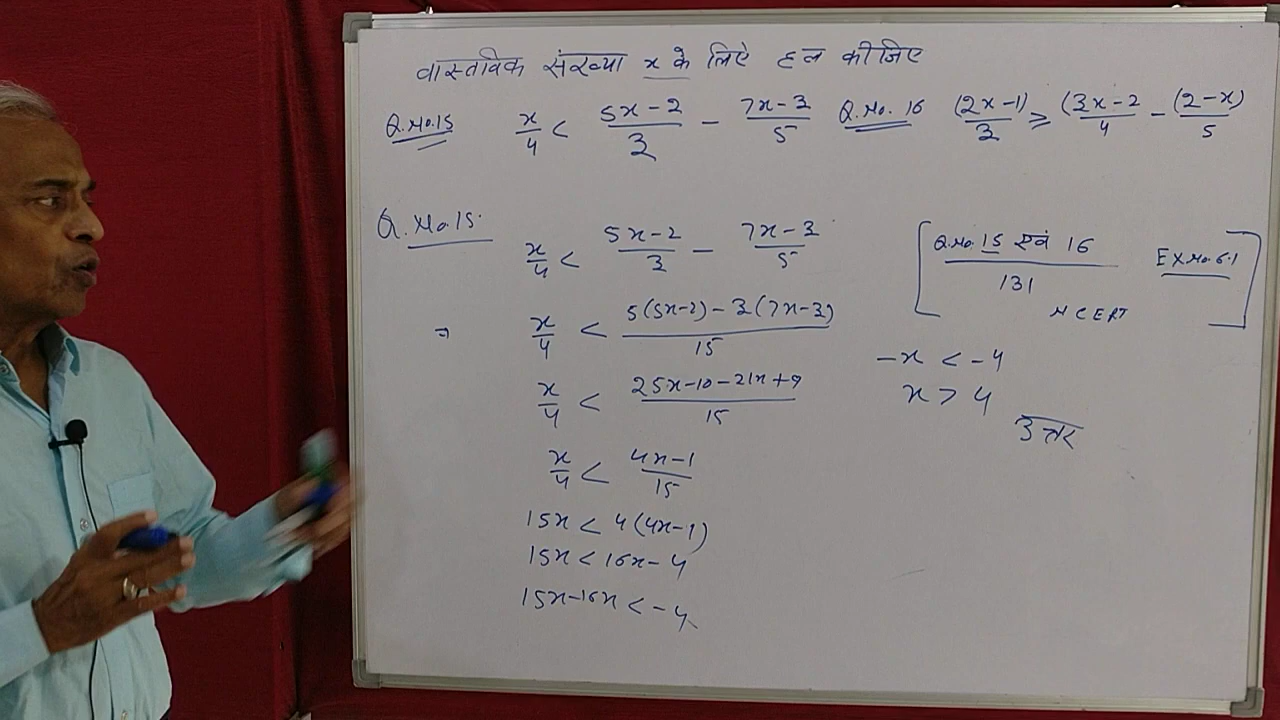 वास्तविक संख्या x के लिऐ हल कीजिए
Q.No.15 x/4 < (5x-2)/3 - (7x-3)/5 Q.No. 16 (2x-1)/3 ≥ (3x-2/4 - (2-x)/5
Q.No.15. x/4 < (5x-2)/3 - (7x-3)/5
⇒ x/4 < (5(5x-2) - 3(7x-3))/15
x/4 < (25x-10-21x+9)/15
x/4 < (4x-1)/15
15x < 4(4x-1)
15x < 16x-4
15x-16x < -4
[Q.No. 15 एवं 16 / 131 NCERT EX No 6.1]
-x < -4
x > 4
उत्तर